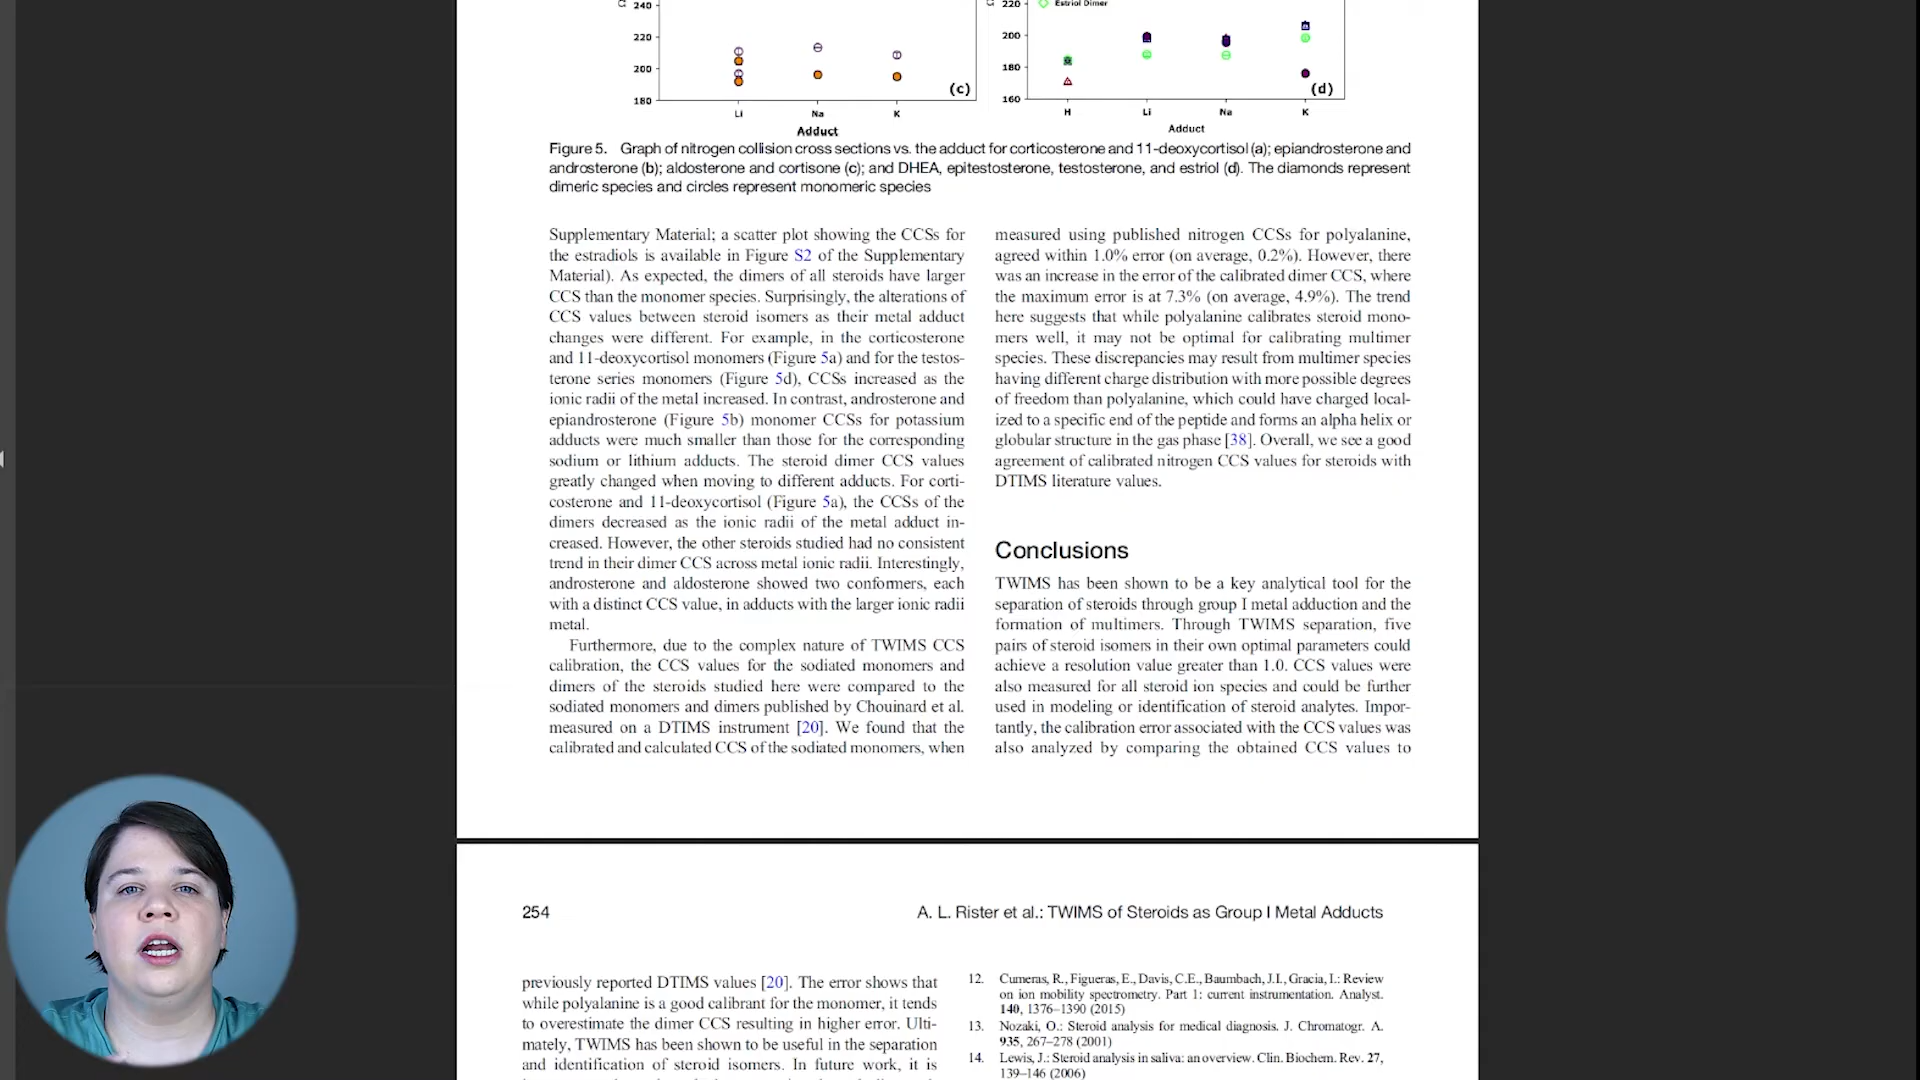 240
220
200
180
Li
Na
K
(c)
Adduct
220
Estriol Dimer
200
180
160
H
Li
Na
K
(d)
Adduct
Figure 5. Graph of nitrogen collision cross sections vs. the adduct for corticosterone and 11-deoxycortisol (a); epiandrosterone and
androsterone (b); aldosterone and cortisone (c); and DHEA, epitestosterone, testosterone, and estriol (d). The diamonds represent
dimeric species and circles represent monomeric species
Supplementary Material; a scatter plot showing the CCSs for
the estradiols is available in Figure S2 of the Supplementary
Material). As expected, the dimers of all steroids have larger
CCS than the monomer species. Surprisingly, the alterations of
CCS values between steroid isomers as their metal adduct
changes were different. For example, in the corticosterone
and 11-deoxycortisol monomers (Figure 5a) and for the testos-
terone series monomers (Figure 5d), CCSs increased as the
ionic radii of the metal increased. In contrast, androsterone and
epiandrosterone (Figure 5b) monomer CCSs for potassium
adducts were much smaller than those for the corresponding
sodium or lithium adducts. The steroid dimer CCS values
greatly changed when moving to different adducts. For corti-
costerone and 11-deoxycortisol (Figure 5a), the CCSs of the
dimers decreased as the ionic radii of the metal adduct in-
creased. However, the other steroids studied had no consistent
trend in their dimer CCS across metal ionic radii. Interestingly,
androsterone and aldosterone showed two conformers, each
with a distinct CCS value, in adducts with the larger ionic radii
metal.
Furthermore, due to the complex nature of TWIMS CCS
calibration, the CCS values for the sodiated monomers and
dimers of the steroids studied here were compared to the
sodiated monomers and dimers published by Chouinard et al.
measured on a DTIMS instrument [20]. We found that the
calibrated and calculated CCS of the sodiated monomers, when
measured using published nitrogen CCSs for polyalanine,
agreed within 1.0% error (on average, 0.2%). However, there
was an increase in the error of the calibrated dimer CCS, where
the maximum error is at 7.3% (on average, 4.9%). The trend
here suggests that while polyalanine calibrates steroid mono-
mers well, it may not be optimal for calibrating multimer
species. These discrepancies may result from multimer species
having different charge distribution with more possible degrees
of freedom than polyalanine, which could have charged local-
ized to a specific end of the peptide and forms an alpha helix or
globular structure in the gas phase [38]. Overall, we see a good
agreement of calibrated nitrogen CCS values for steroids with
DTIMS literature values.
Conclusions
TWIMS has been shown to be a key analytical tool for the
separation of steroids through group I metal adduction and the
formation of multimers. Through TWIMS separation, five
pairs of steroid isomers in their own optimal parameters could
achieve a resolution value greater than 1.0. CCS values were
also measured for all steroid ion species and could be further
used in modeling or identification of steroid analytes. Impor-
tantly, the calibration error associated with the CCS values was
also analyzed by comparing the obtained CCS values to
254
A. L. Rister et al.: TWIMS of Steroids as Group I Metal Adducts
previously reported DTIMS values [20]. The error shows that
while polyalanine is a good calibrant for the monomer, it tends
to overestimate the dimer CCS resulting in higher error. Ulti-
mately, TWIMS has been shown to be useful in the separation
and identification of steroid isomers. In future work, it is
12. Cumeras, R., Figueras, E., Davis, C.E., Baumbach, J.I., Gracia, I.: Review
on ion mobility spectrometry. Part 1: current instrumentation. Analyst.
140, 1376–1390 (2015)
13. Nozaki, O.: Steroid analysis for medical diagnosis. J. Chromatogr. A.
935, 267–278 (2001)
14. Lewis, J.: Steroid analysis in saliva: an overview. Clin. Biochem. Rev. 27,
139–146 (2006)